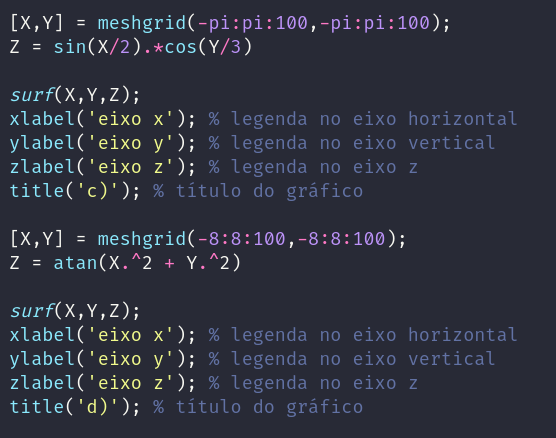 [X,Y] = meshgrid(-pi:pi:100,-pi:pi:100);
Z = sin(X/2).*cos(Y/3)
surf(X,Y,Z);
xlabel('eixo x'); % legenda no eixo horizontal
ylabel('eixo y'); % legenda no eixo vertical
zlabel('eixo z'); % legenda no eixo z
title('c)'); % título do gráfico
[X,Y] = meshgrid(-8:8:100,-8:8:100);
Z = atan(X.^2 + Y.^2)
surf(X,Y,Z);
xlabel('eixo x'); % legenda no eixo horizontal
ylabel('eixo y'); % legenda no eixo vertical
zlabel('eixo z'); % legenda no eixo z
title('d)'); % título do gráfico